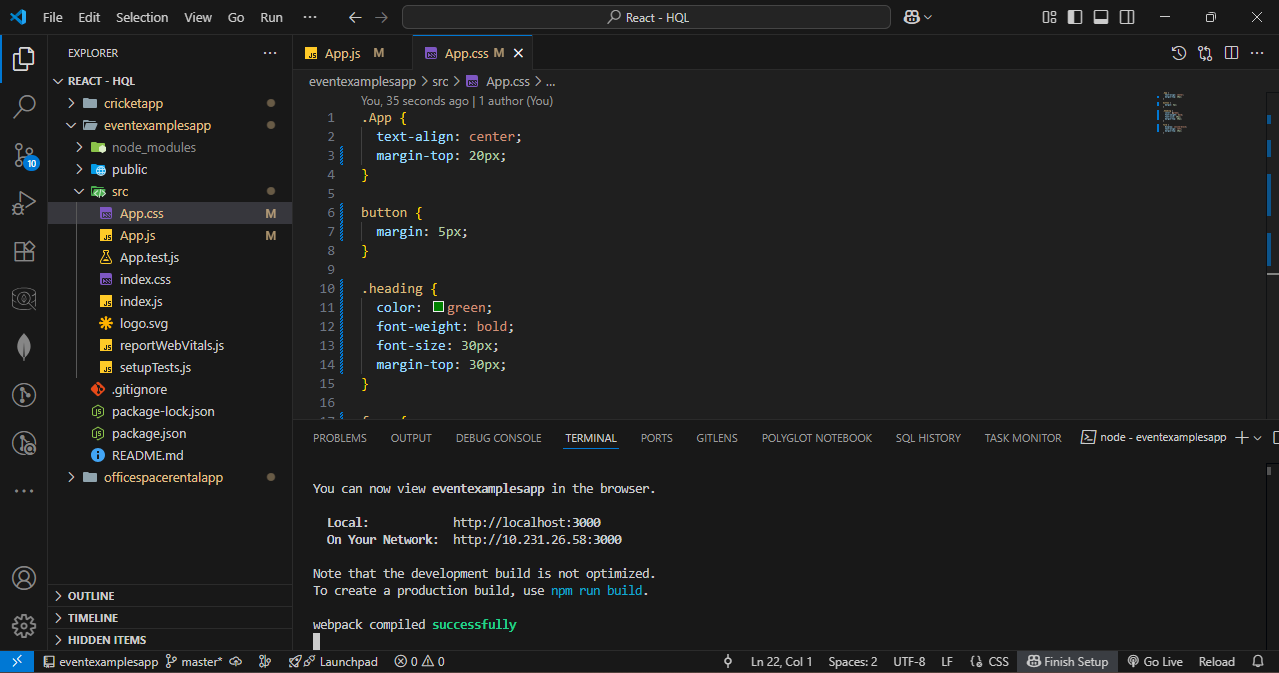 File Edit Selection View Go Run ··· React - HQL
EXPLORER ···
REACT - HQL
cricketapp
eventexamplesapp
node_modules
public
src
App.css M
App.js M
App.test.js
index.css
index.js
logo.svg
reportWebVitals.js
setupTests.js
.gitignore
package-lock.json
package.json
README.md
officespacerentalapp
OUTLINE
TIMELINE
HIDDEN ITEMS
10
App.js M App.css M
eventexamplesapp > src > App.css > ...
You, 35 seconds ago | 1 author (You)
1 .App {
2 text-align: center;
3 margin-top: 20px;
4 }
5
6 button {
7 margin: 5px;
8 }
9
10 .heading {
11 color: green;
12 font-weight: bold;
13 font-size: 30px;
14 margin-top: 30px;
15 }
16
PROBLEMS OUTPUT DEBUG CONSOLE TERMINAL PORTS GITLENS POLYGLOT NOTEBOOK SQL HISTORY TASK MONITOR node - eventexamplesapp
You can now view eventexamplesapp in the browser.
Local: http://localhost:3000
On Your Network: http://10.231.26.58:3000
Note that the development build is not optimized.
To create a production build, use npm run build.
webpack compiled successfully
eventexamplesapp master* Launchpad 0 0 Ln 22, Col 1 Spaces: 2 UTF-8 LF CSS Finish Setup Go Live Reload